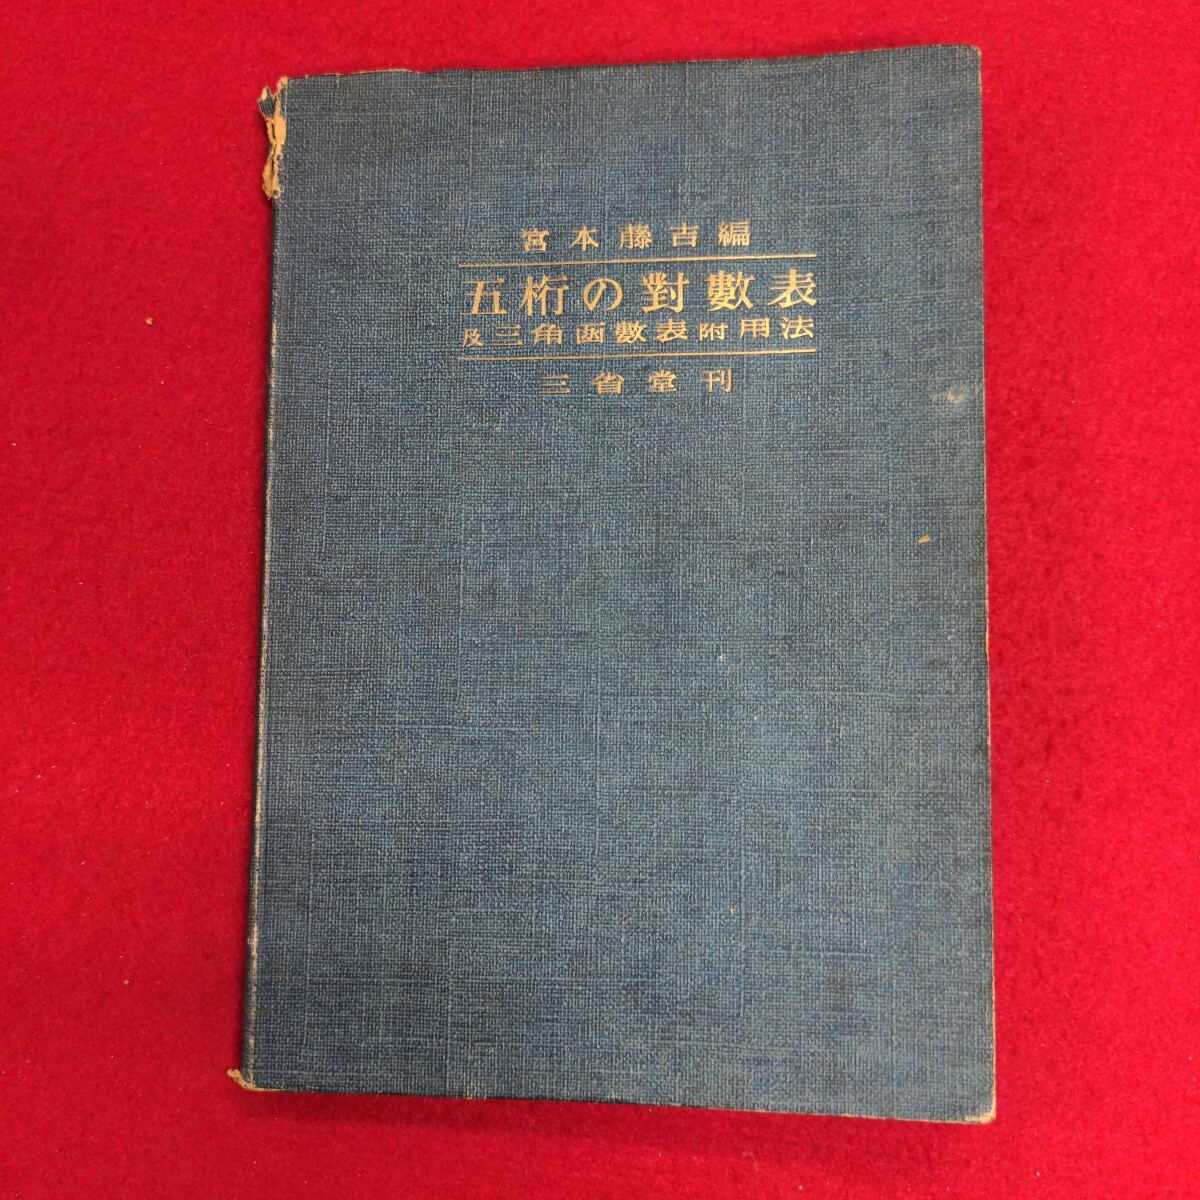 宮本藤吉編
五桁の對數表
及三角函數表附用法
三省堂刊